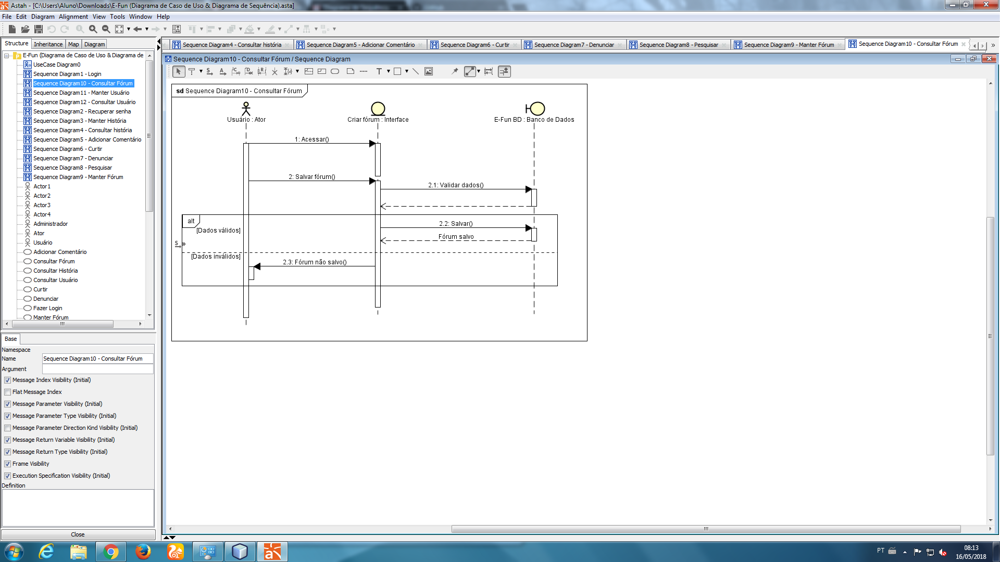 Astah - [C:\Users\Aluno\Downloads\E-Fun (Diagrama de Caso de Uso & Diagrama de Sequência).asta]
File Edit Diagram Alignment View Tools Window Help
Structure Inheritance Map Diagram
Sequence Diagram4 - Consultar história
Sequence Diagram5 - Adicionar Comentário
Sequence Diagram6 - Curtir
Sequence Diagram7 - Denunciar
Sequence Diagram8 - Pesquisar
Sequence Diagram9 - Manter Fórum
Sequence Diagram10 - Consultar Fórum
E-Fun (Diagrama de Caso de Uso & Diagrama de
UseCase Diagram0
Sequence Diagram1 - Login
Sequence Diagram10 - Consultar Fórum
Sequence Diagram11 - Manter Usuário
Sequence Diagram12 - Consultar Usuário
Sequence Diagram2 - Recuperar senha
Sequence Diagram3 - Manter História
Sequence Diagram4 - Consultar história
Sequence Diagram5 - Adicionar Comentário
Sequence Diagram6 - Curtir
Sequence Diagram7 - Denunciar
Sequence Diagram8 - Pesquisar
Sequence Diagram9 - Manter Fórum
Actor1
Actor2
Actor3
Actor4
Administrador
Ator
Usuário
Adicionar Comentário
Consultar Fórum
Consultar História
Consultar Usuário
Curtir
Denunciar
Fazer Login
Manter Fórum
Base
Namespace
Name Sequence Diagram10 - Consultar Fórum
Argument
Message Index Visibility (Initial)
Flat Message Index
Message Parameter Visibility (Initial)
Message Parameter Type Visibility (Initial)
Message Parameter Direction Kind Visibility (Initial)
Message Return Variable Visibility (Initial)
Message Return Type Visibility (Initial)
Frame Visibility
Execution Specification Visibility (Initial)
Definition
Close
Sequence Diagram10 - Consultar Fórum / Sequence Diagram
sd Sequence Diagram10 - Consultar Fórum
Usuário : Ator
Criar fórum : Interface
E-Fun BD : Banco de Dados
1: Acessar()
2: Salvar fórum()
2.1: Validar dados()
alt
[Dados válidos]
2.2: Salvar()
Fórum salvo
[Dados inválidos]
2.3: Fórum não salvo()
PT
08:13
16/05/2018